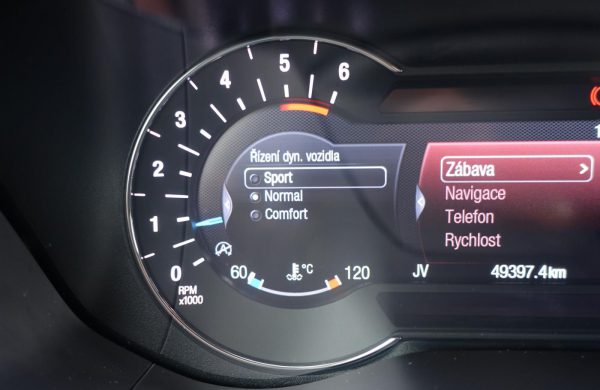 6
5
4
3
2
1
0
RPM
x1000
Řízení dyn. vozidla
Sport
Normal
Comfort
60 °C 120
Zábava >
Navigace
Telefon
Rychlost
JV 49397.4km